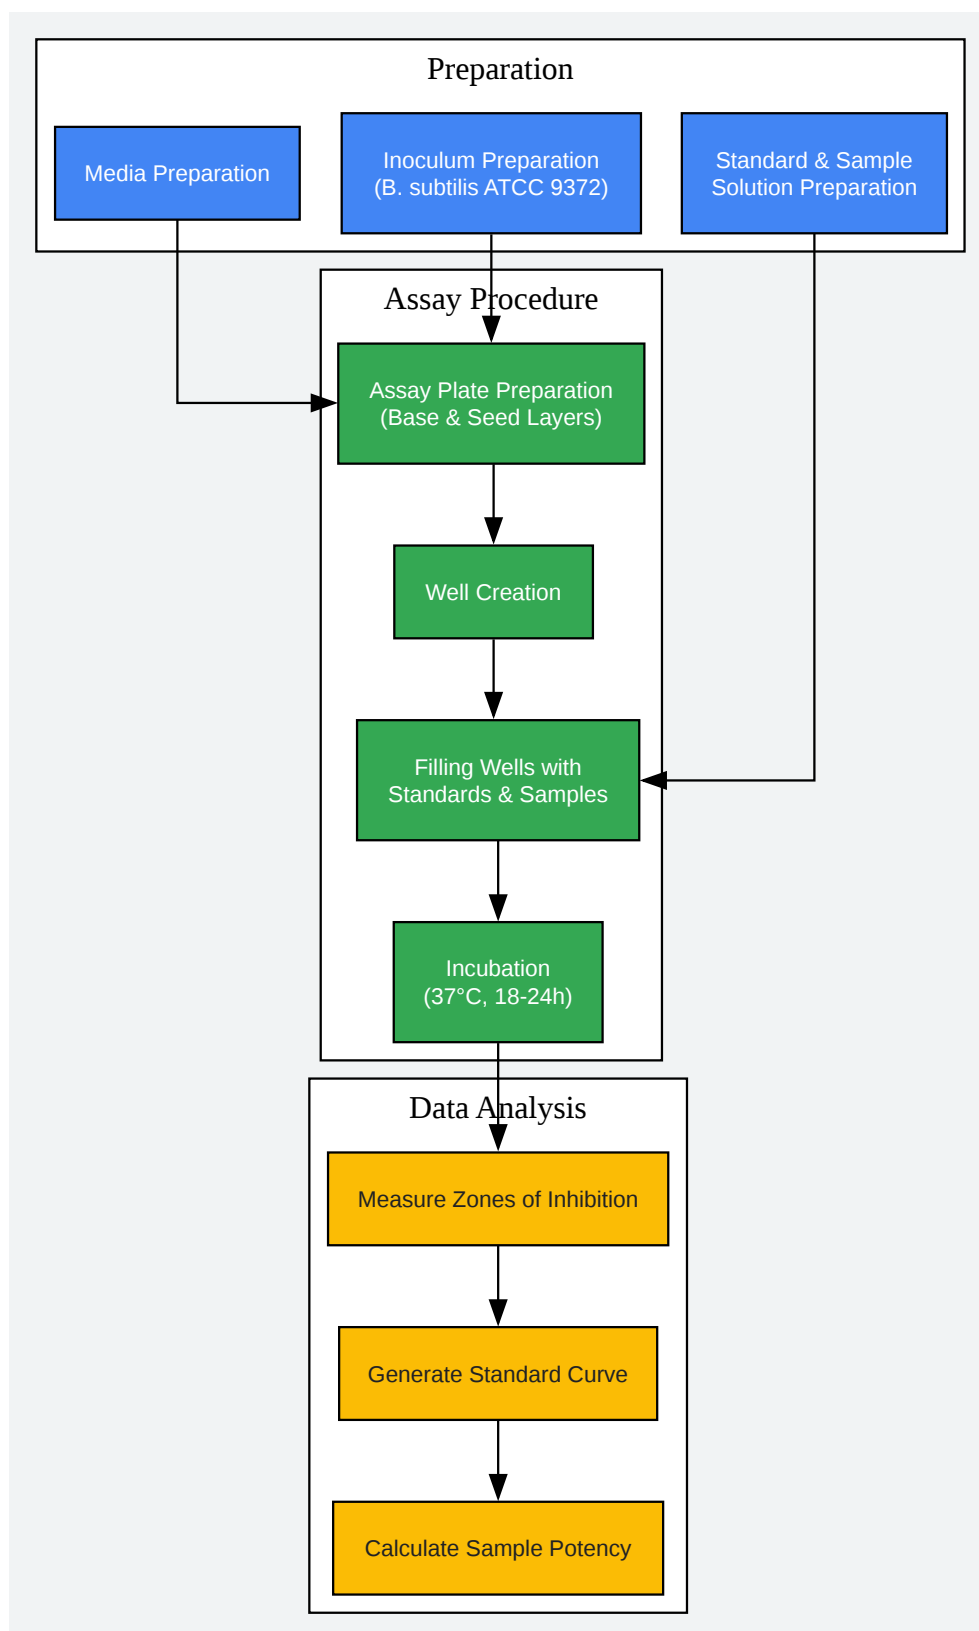 Preparation
Media Preparation
Inoculum Preparation
(B. subtilis ATCC 9372)
Standard & Sample
Solution Preparation
Assay Procedure
Assay Plate Preparation
(Base & Seed Layers)
Well Creation
Filling Wells with
Standards & Samples
Incubation
(37°C, 18-24h)
Data Analysis
Measure Zones of Inhibition
Generate Standard Curve
Calculate Sample Potency